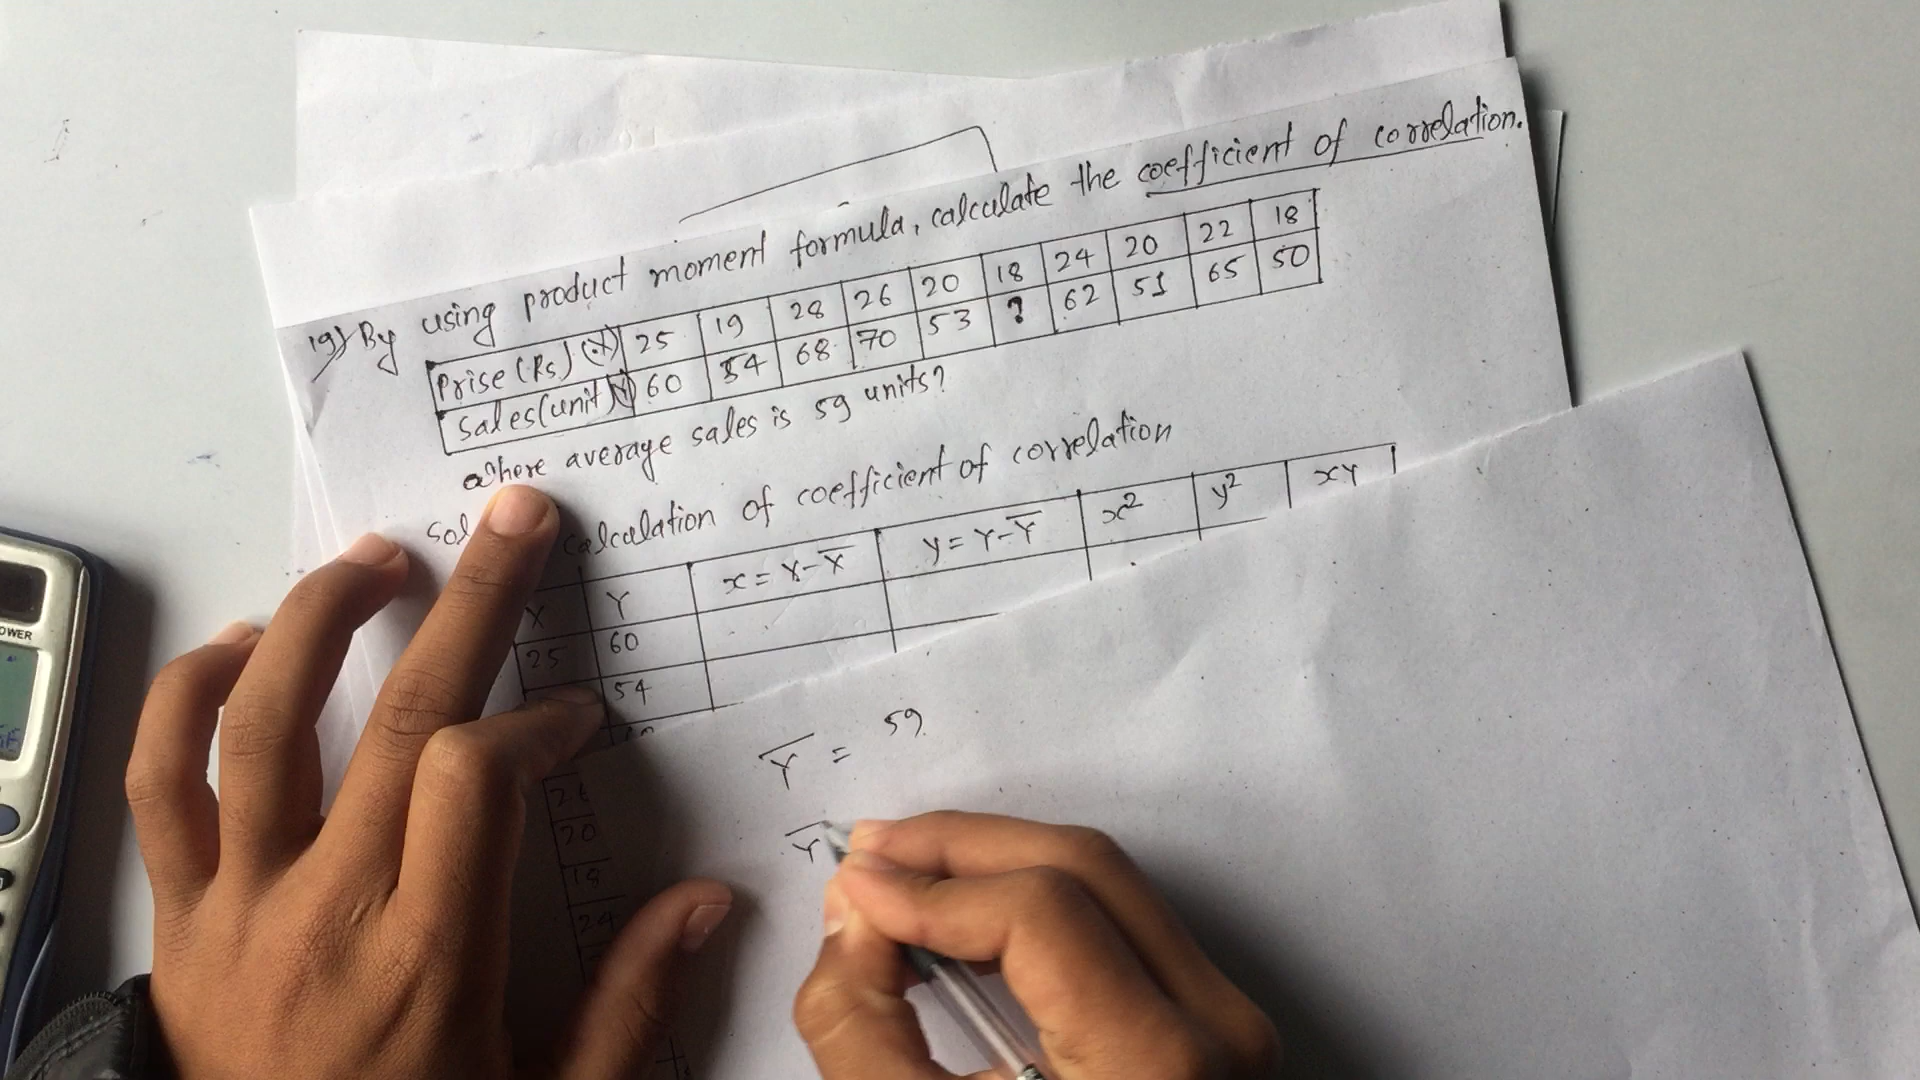 19) By using product moment formula, calculate the coefficient of correlation.
Prise (Rs.) (X) 25 19 28 26 20 18 24 20 22 18
Sales (unit) (Y) 60 54 68 70 53 ? 62 51 65 50
Where average sales is 59 units?
Sol
Calculation of coefficient of correlation
X Y x = X-X̅ y = Y-Y̅ x² y² xy
25 60
54
26
20
18
24
Y̅ = 59
Y̅
OWER